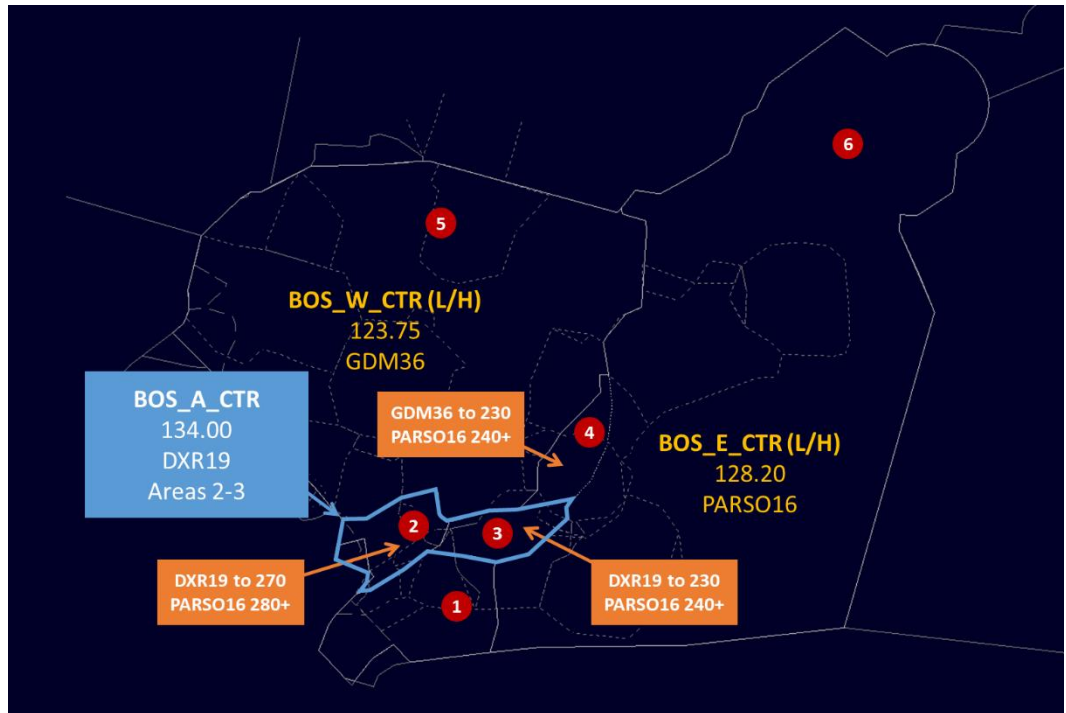 6
5
BOS_W_CTR (L/H)
123.75
GDM36
BOS_A_CTR
134.00
DXR19
Areas 2-3
GDM36 to 230
PARSO16 240+
4
BOS_E_CTR (L/H)
128.20
PARSO16
2
3
DXR19 to 270
PARSO16 280+
1
DXR19 to 230
PARSO16 240+